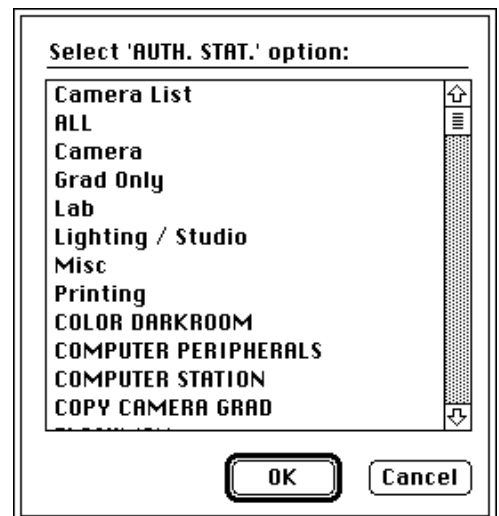 Select 'AUTH. STAT.' option:
Camera List
ALL
Camera
Grad Only
Lab
Lighting / Studio
Misc
Printing
COLOR DARKROOM
COMPUTER PERIPHERALS
COMPUTER STATION
COPY CAMERA GRAD
OK
Cancel